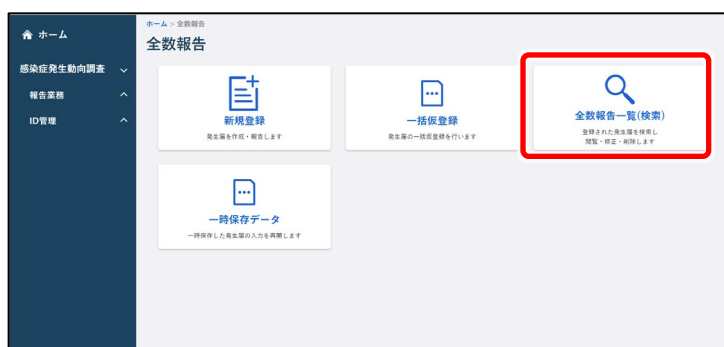 ホーム
感染症発生動向調査
報告業務
ID管理
ホーム > 全数報告
全数報告
新規登録
発生届を作成・報告します
一括仮登録
発生届の一括仮登録を行います
全数報告一覧(検索)
登録された発生届を検索し
閲覧・修正・削除します
一時保存データ
一時保存した発生届の入力を再開します